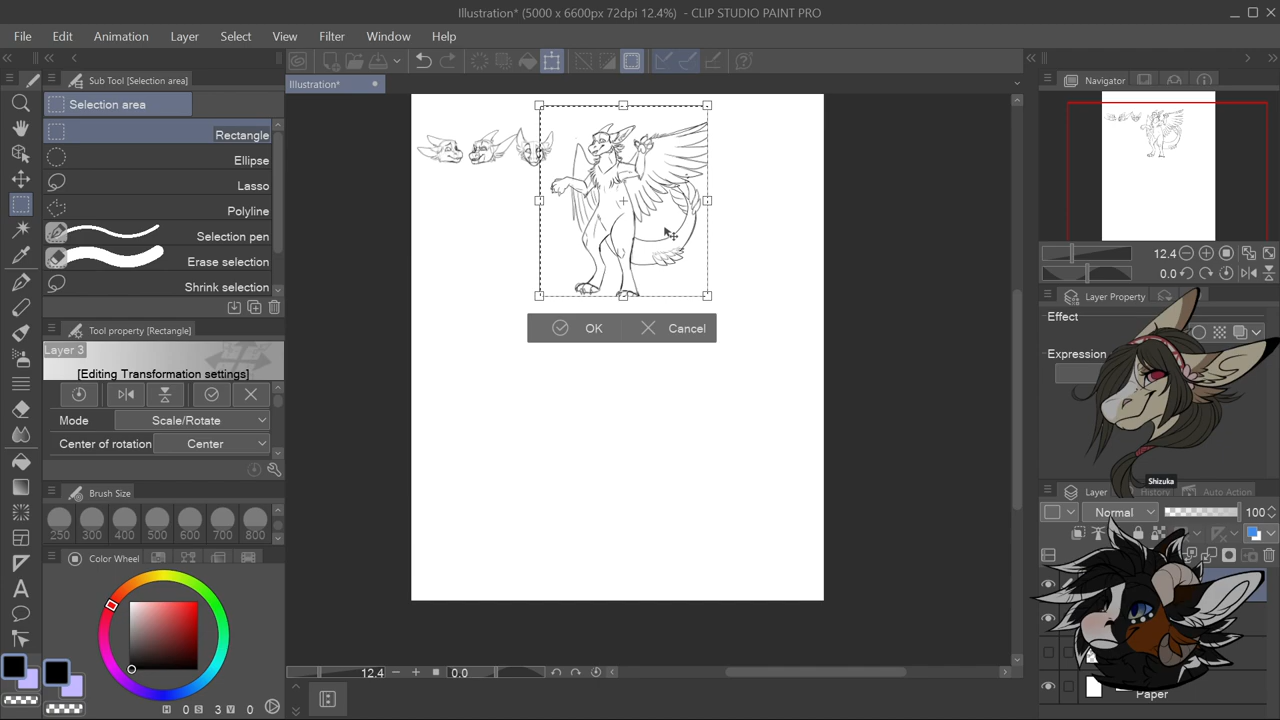 Illustration* (5000 x 6600px 72dpi 12.4%) - CLIP STUDIO PAINT PRO
File Edit Animation Layer Select View Filter Window Help
Sub Tool [Selection area]
Illustration*
Navigator
Selection area
Rectangle
Ellipse
Lasso
Polyline
Selection pen
Erase selection
Shrink selection
12.4
0.0
Layer Property
Effect
Expression
Tool property [Rectangle]
Layer 3
[Editing Transformation settings]
OK Cancel
Mode Scale/Rotate
Center of rotation Center
Shizuka
Brush Size
Layer History Auto Action
250 300 400 500 600 700 800
Normal 100
Color Wheel
12.4 0.0
Paper
H 0 S 3 V 0